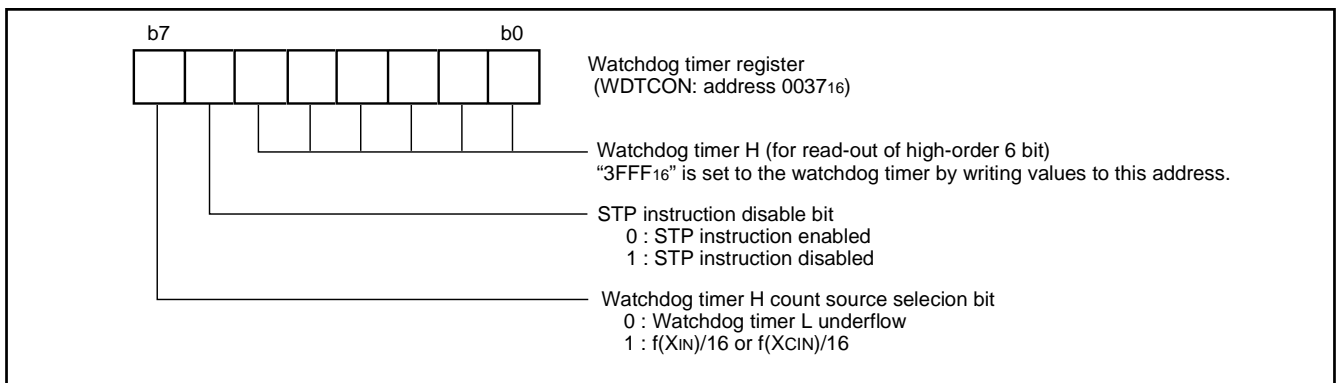 b7 b0
Watchdog timer register
(WDTCON: address 003716)
Watchdog timer H (for read-out of high-order 6 bit)
“3FFF16” is set to the watchdog timer by writing values to this address.
STP instruction disable bit
0 : STP instruction enabled
1 : STP instruction disabled
Watchdog timer H count source selecion bit
0 : Watchdog timer L underflow
1 : f(XIN)/16 or f(XCIN)/16